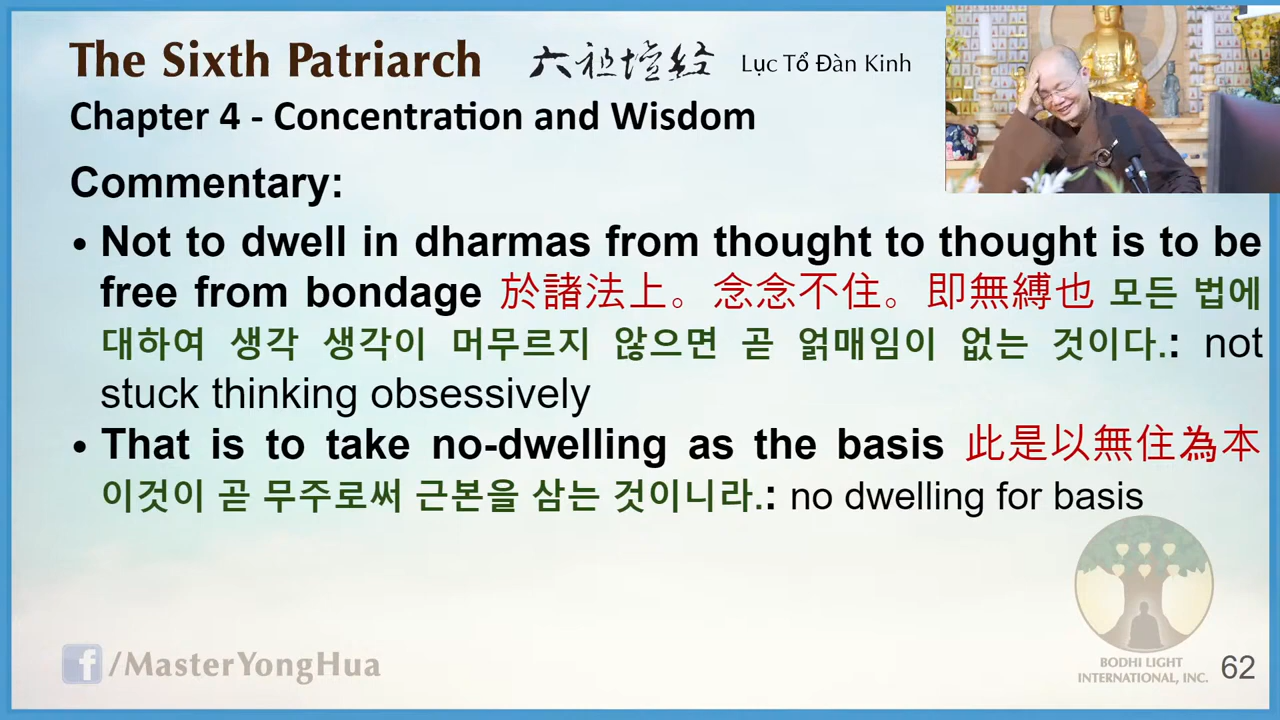 The Sixth Patriarch 六祖壇经 Lục Tổ Đàn Kinh
Chapter 4 - Concentration and Wisdom
Commentary:
• Not to dwell in dharmas from thought to thought is to be
free from bondage 於諸法上。念念不住。即無縛也 모든 법에
대하여 생각 생각이 머무르지 않으면 곧 얽매임이 없는 것이다.: not
stuck thinking obsessively
• That is to take no-dwelling as the basis 此是以無住為本
이것이 곧 무주로써 근본을 삼는 것이니라.: no dwelling for basis
f /MasterYongHua
BODHI LIGHT
INTERNATIONAL, INC.
62